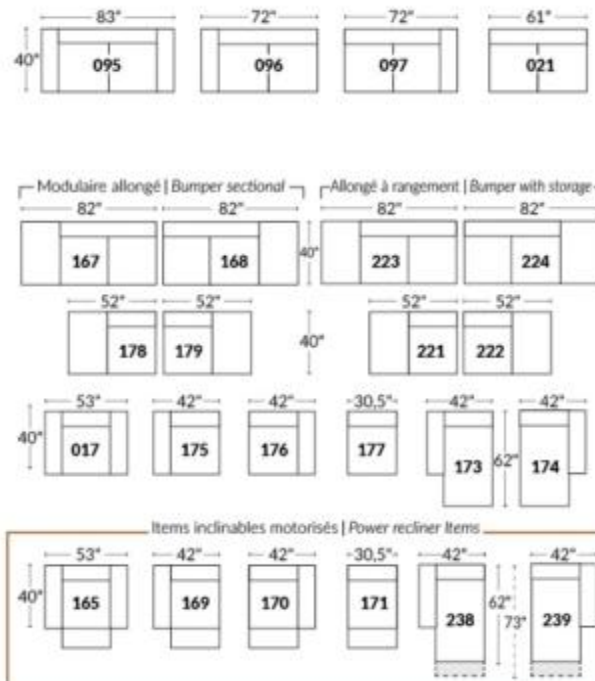 83" 72" 72" 61"
40" 095 096 097 021
Modulaire allongé | Bumper sectional Allongé à rangement | Bumper with storage
82" 82" 82" 82"
167 168 40" 223 224
52" 52" 52" 52"
178 179 40" 221 222
53" 42" 42" 30,5" 42" 42"
40" 017 175 176 177 173 62" 174
Items inclinables motorisés | Power recliner Items
53" 42" 42" 30,5" 42" 42"
40" 165 169 170 171 238 62" 73" 239